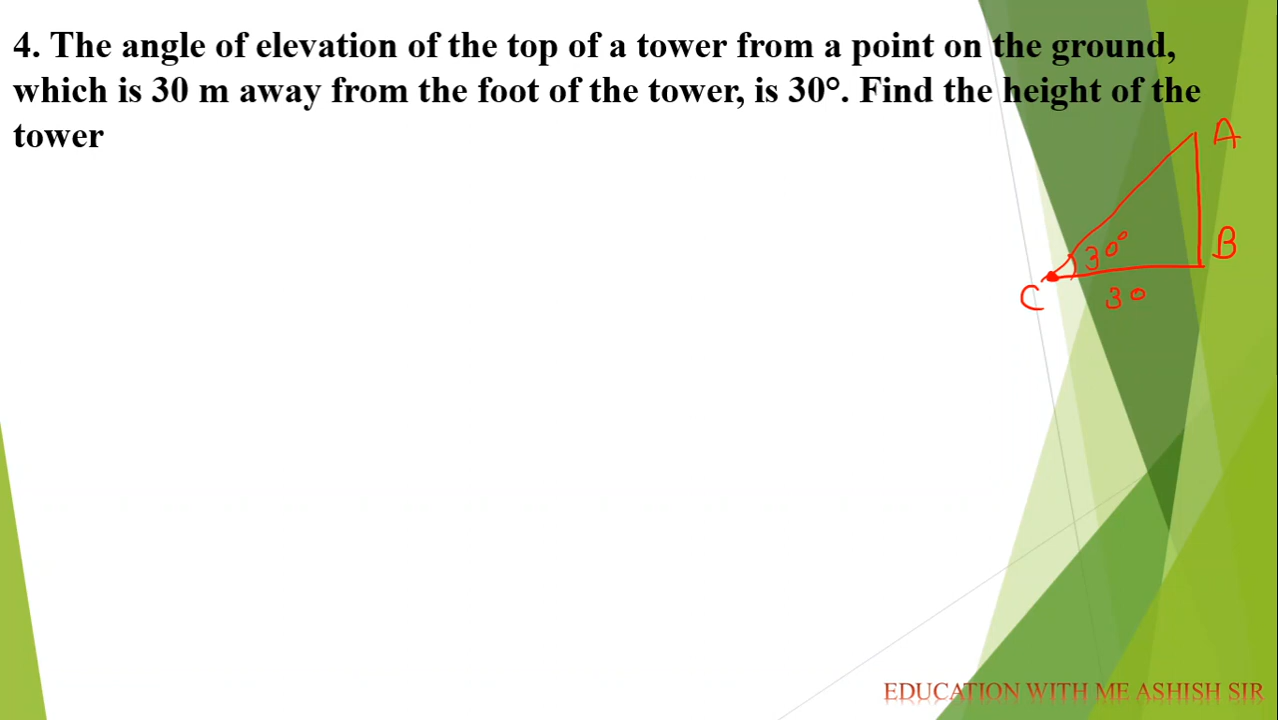 4. The angle of elevation of the top of a tower from a point on the ground,
which is 30 m away from the foot of the tower, is 30°. Find the height of the
tower
A
B
30°
C
30
EDUCATION WITH ME ASHISH SIR